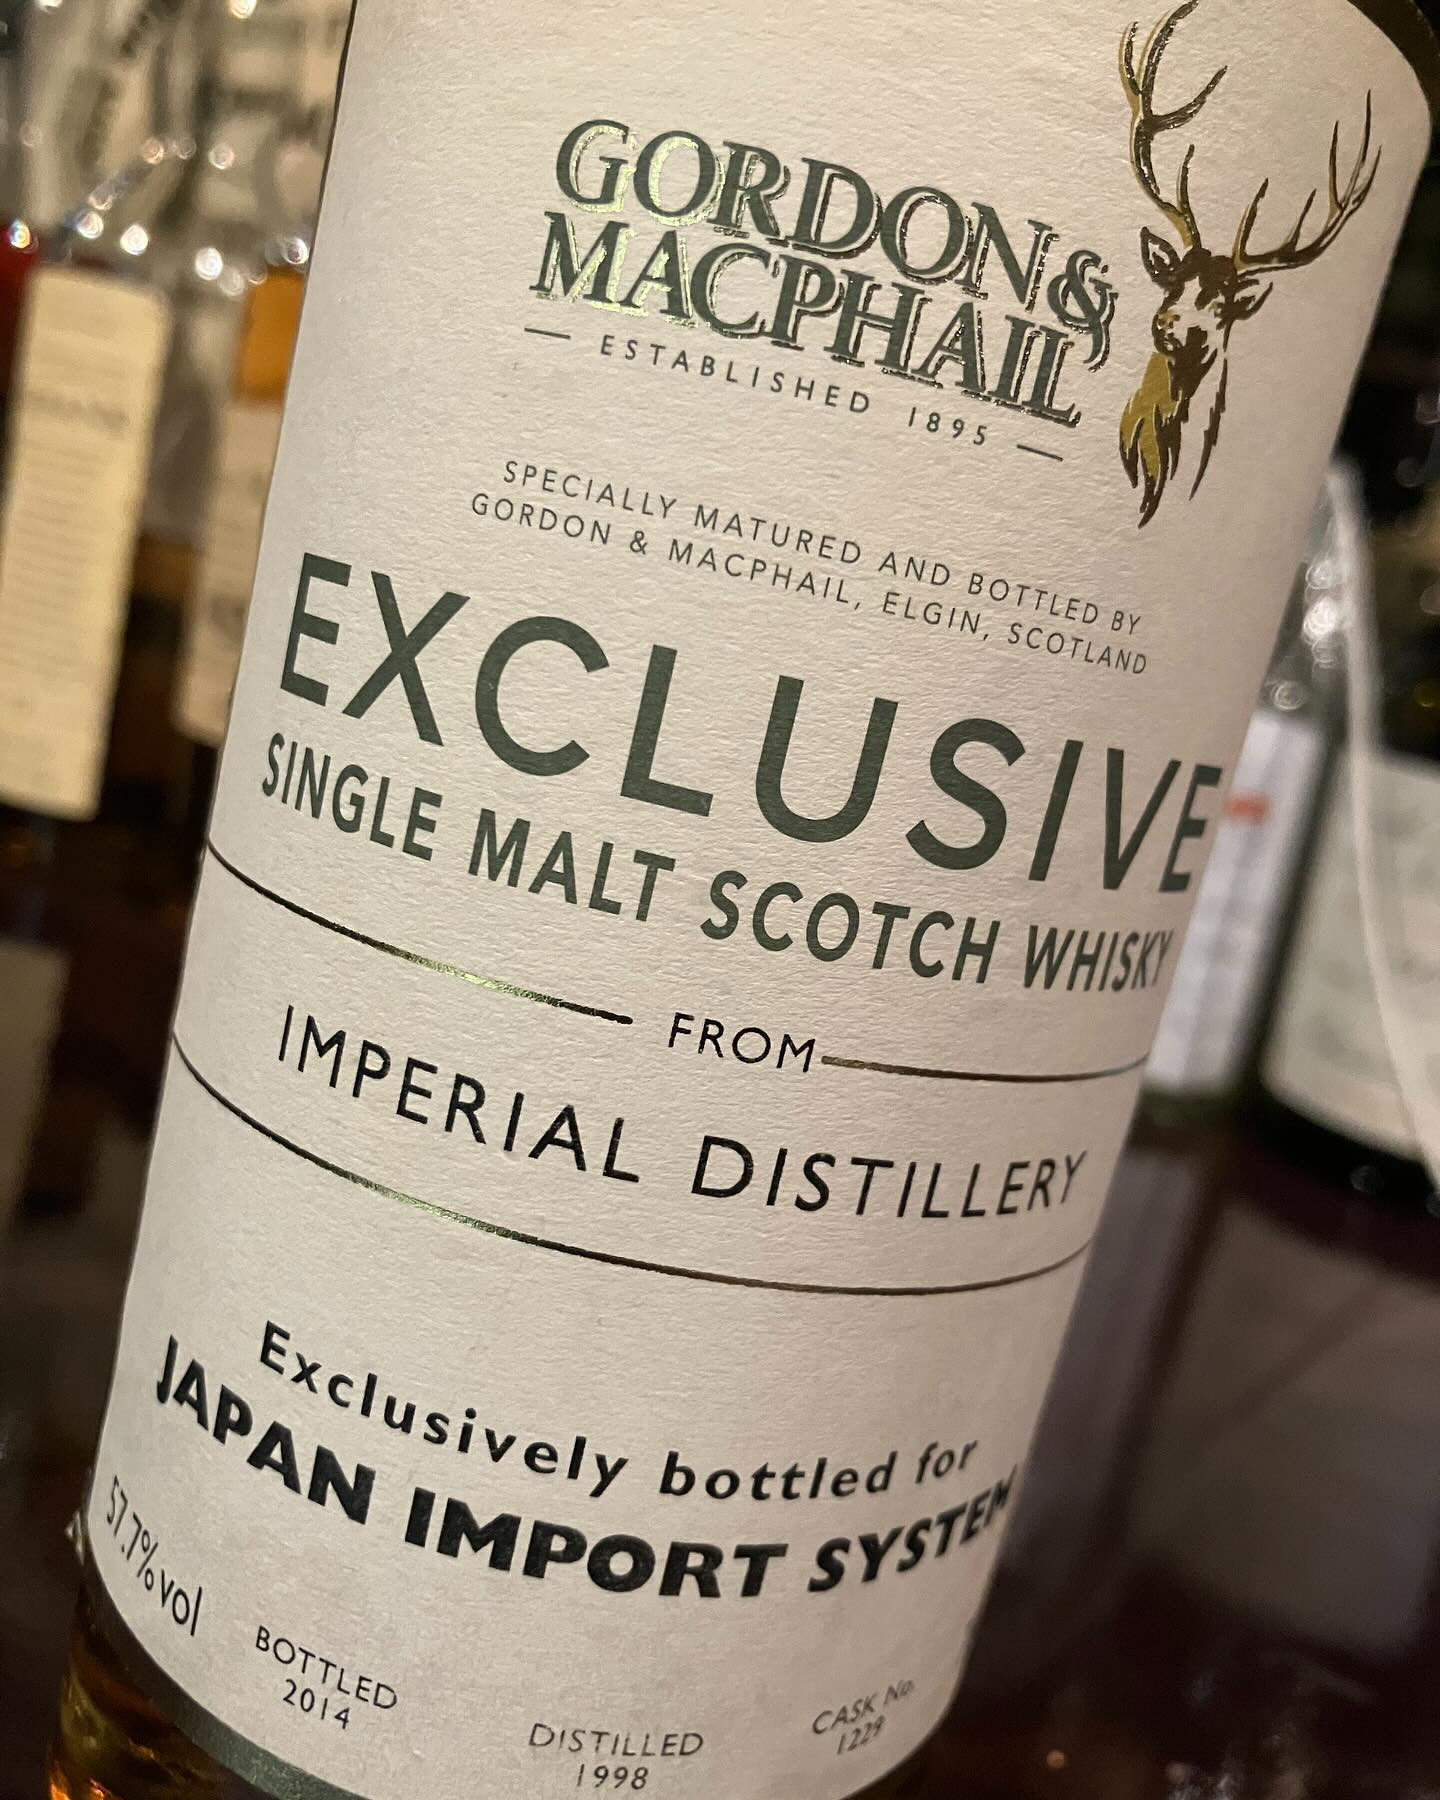 GORDON &
MACPHAIL
ESTABLISHED 1895
SPECIALLY MATURED AND BOTTLED BY
GORDON & MACPHAIL, ELGIN, SCOTLAND
EXCLUSIVE
SINGLE MALT SCOTCH WHISKY
FROM
IMPERIAL DISTILLERY
Exclusively bottled for
JAPAN IMPORT SYSTEM
57.7%vol
BOTTLED
2014
DISTILLED
1998
CASK No.
1229